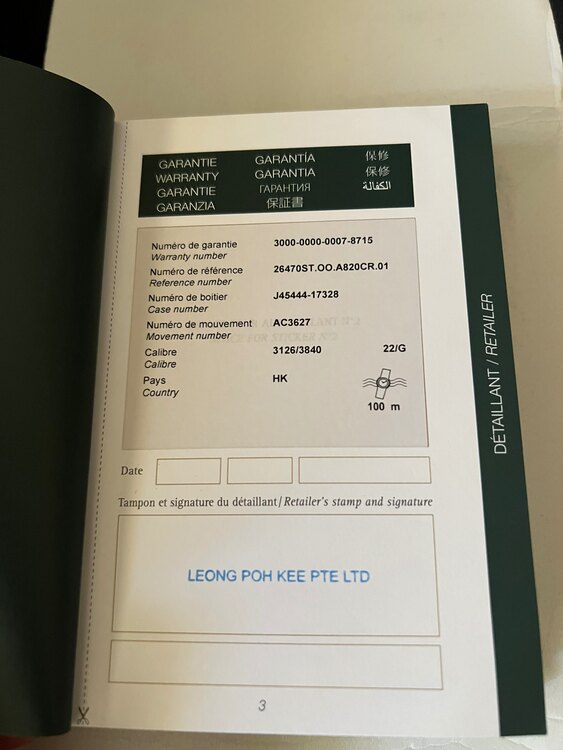 GARANTIE GARANTÍA 保修
WARRANTY GARANTIA 保修
GARANTIE ГАРАНТИЯ الكفالة
GARANZIA 保証書
Numéro de garantie 3000-0000-0007-8715
Warranty number
Numéro de référence 26470ST.OO.A820CR.01
Reference number
Numéro de boitier J45444-17328
Case number
Numéro de mouvement AC3627
Movement number
Calibre 3126/3840 22/G
Calibre
Pays HK
Country
100 m
Date
Tampon et signature du détaillant/Retailer's stamp and signature
LEONG POH KEE PTE LTD
3
DÉTAILLANT / RETAILER